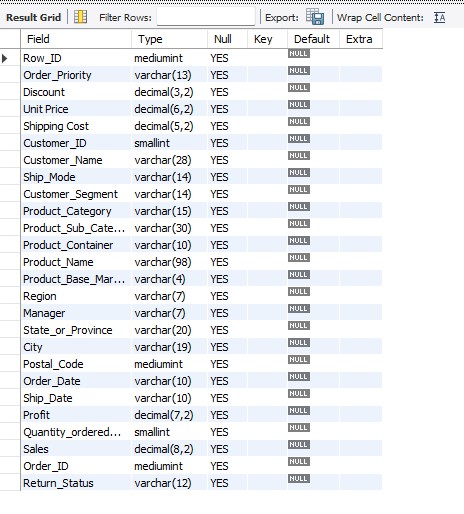 Result Grid Filter Rows: Export: Wrap Cell Content: IA
Field Type Null Key Default Extra
Row_ID mediumint YES NULL
Order_Priority varchar(13) YES NULL
Discount decimal(3,2) YES NULL
Unit Price decimal(6,2) YES NULL
Shipping Cost decimal(5,2) YES NULL
Customer_ID smallint YES NULL
Customer_Name varchar(28) YES NULL
Ship_Mode varchar(14) YES NULL
Customer_Segment varchar(14) YES NULL
Product_Category varchar(15) YES NULL
Product_Sub_Cate... varchar(30) YES NULL
Product_Container varchar(10) YES NULL
Product_Name varchar(98) YES NULL
Product_Base_Mar... varchar(4) YES NULL
Region varchar(7) YES NULL
Manager varchar(7) YES NULL
State_or_Province varchar(20) YES NULL
City varchar(19) YES NULL
Postal_Code mediumint YES NULL
Order_Date varchar(10) YES NULL
Ship_Date varchar(10) YES NULL
Profit decimal(7,2) YES NULL
Quantity_ordered... smallint YES NULL
Sales decimal(8,2) YES NULL
Order_ID mediumint YES NULL
Return_Status varchar(12) YES NULL